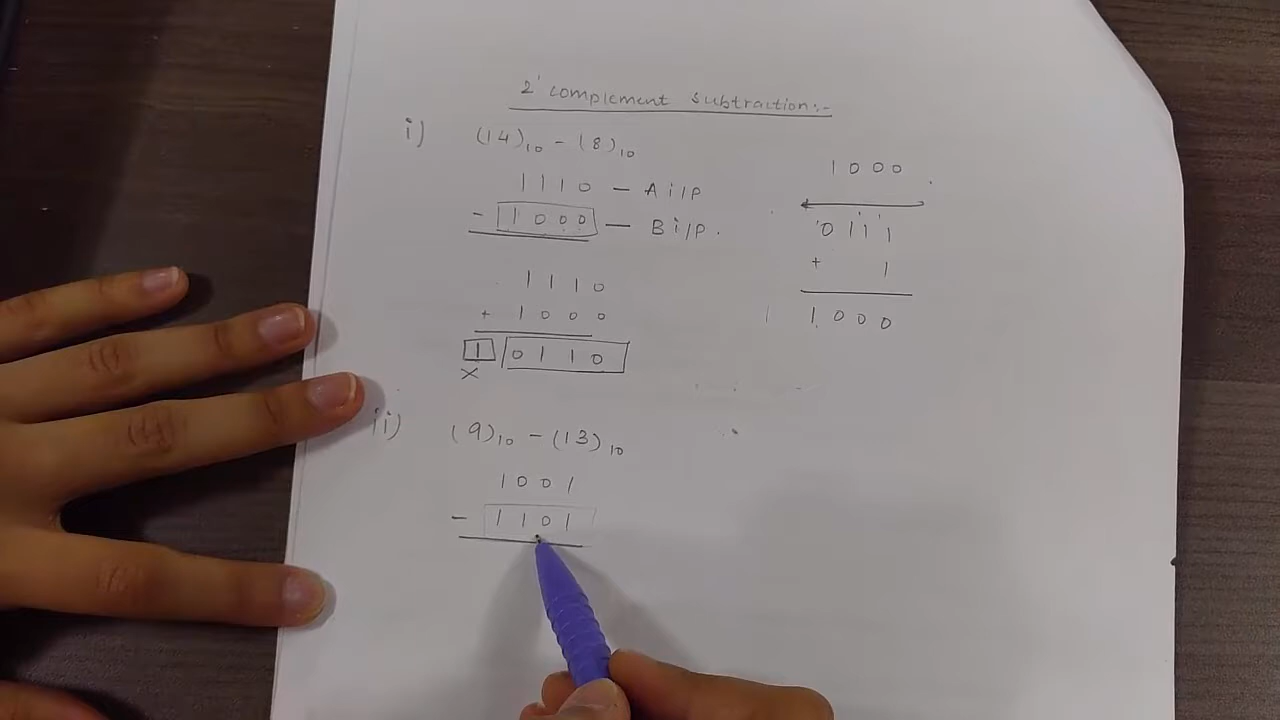 2' complement subtraction:-
i) (14)10 - (8)10
1110 — A i/p
- 1000 — B i/p.
1110
+ 1000
1 0110
x
1000
0111
+ 1
1 1000
ii) (9)10 - (13)10
1001
- 1101